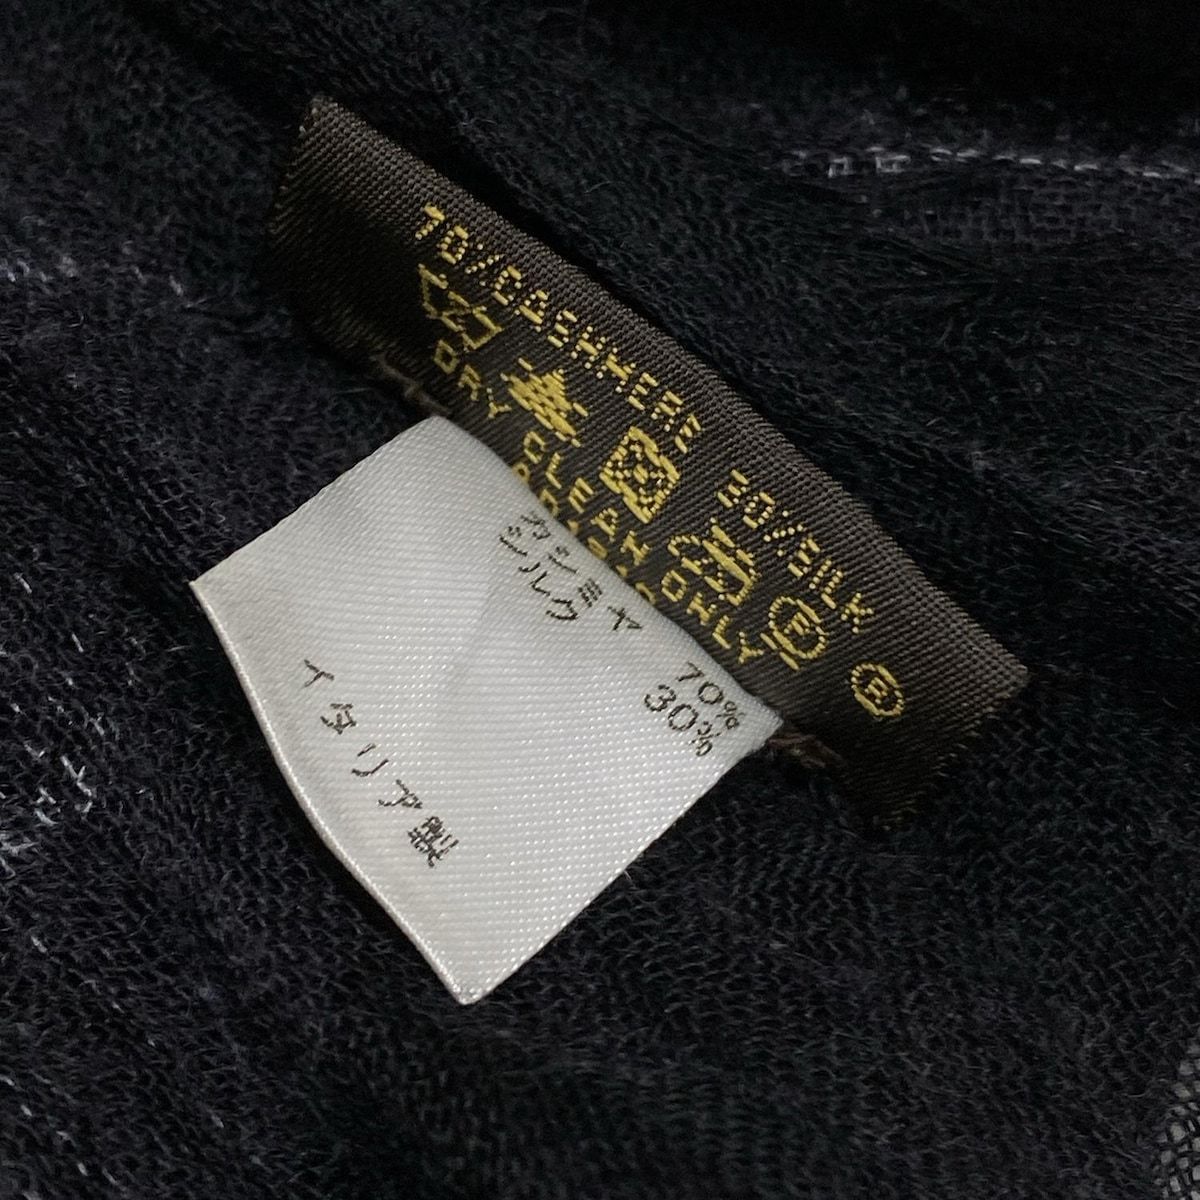 70%CASHMERE 30%SILK
DRY CLEAN ONLY
カシミヤ 70%
シルク 30%
イタリア製